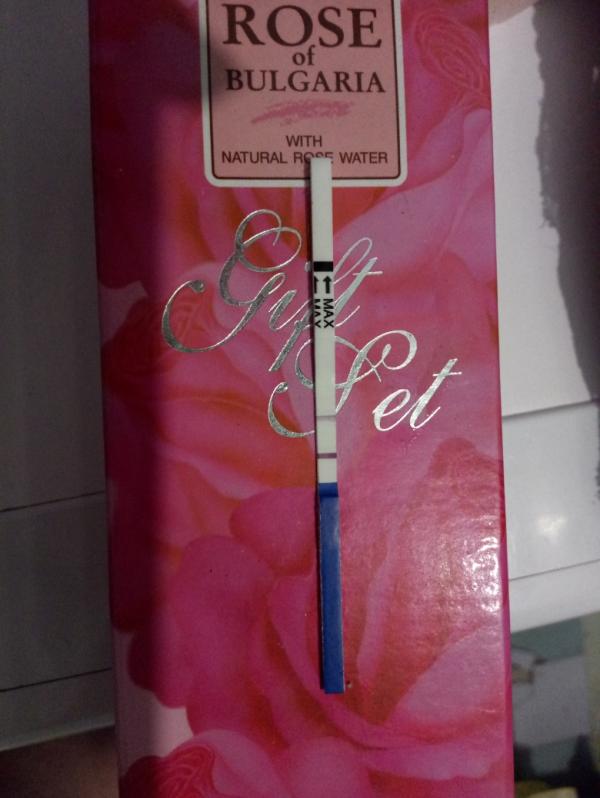 ROSE
of
BULGARIA
WITH
NATURAL ROSE WATER
Gift
Set
MAX
MAX